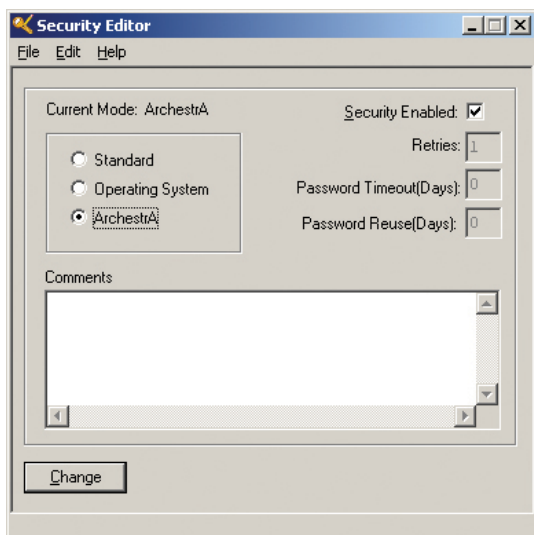 Security Editor
File Edit Help
Current Mode: ArchestrA
Security Enabled:
Standard
Operating System
ArchestrA
Retries: 1
Password Timeout(Days): 0
Password Reuse(Days): 0
Comments
Change